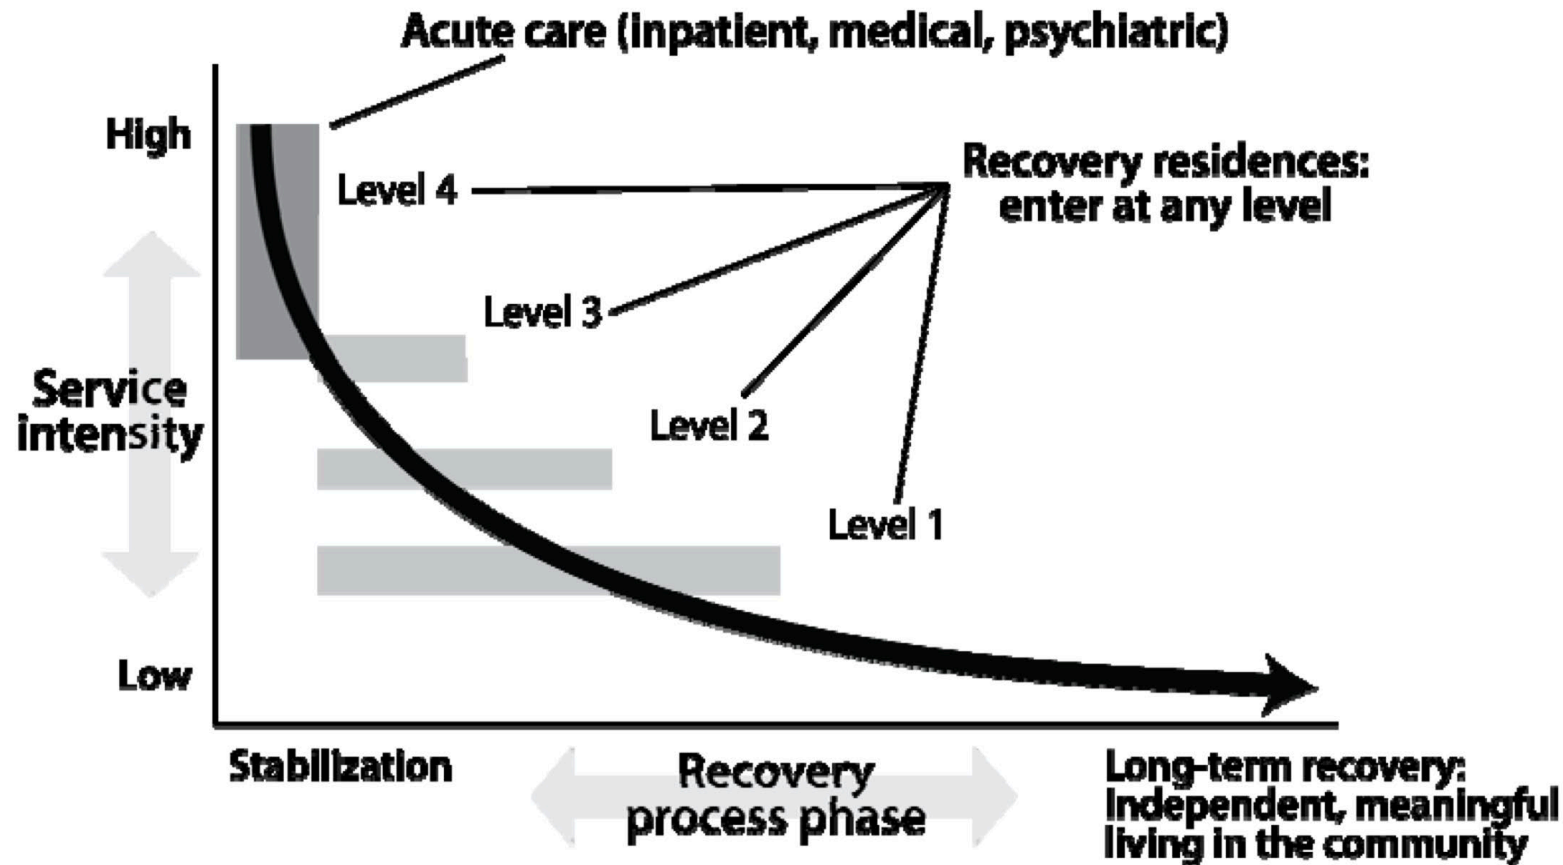 Acute care (inpatient, medical, psychiatric)
High
Level 4
Recovery residences:
enter at any level
Level 3
Service
intensity
Level 2
Level 1
Low
Stabilization
Recovery
process phase
Long-term recovery:
Independent, meaningful
living in the community